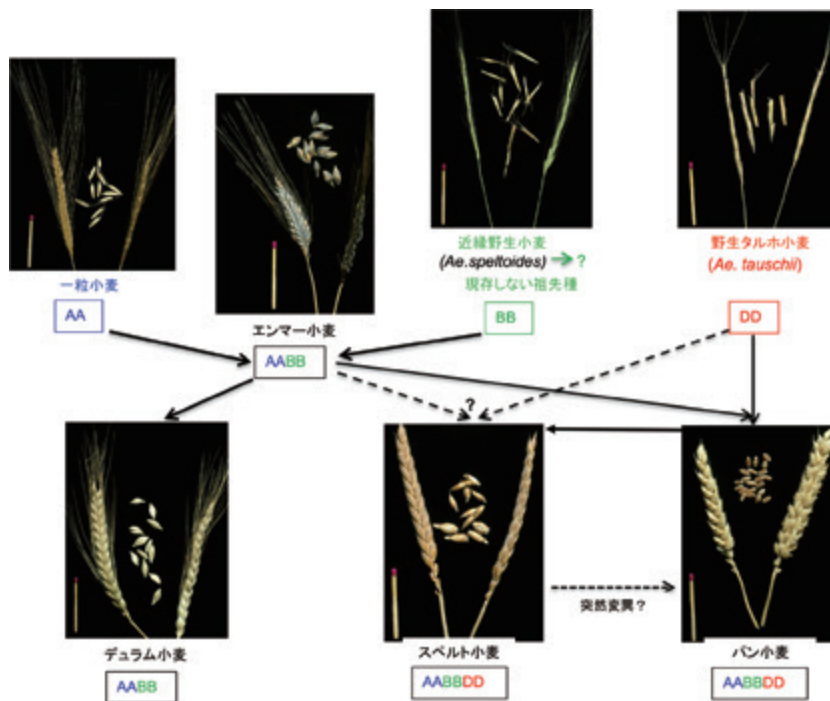 近縁野生小麦
(Ae.speltoides)→?
現存しない祖先種
野生タルホ小麦
(Ae. tauschii)
一粒小麦
AA
BB
DD
エンマー小麦
AABB
?
突然変異?
デュラム小麦
スペルト小麦
パン小麦
AABB
AABBDD
AABBDD